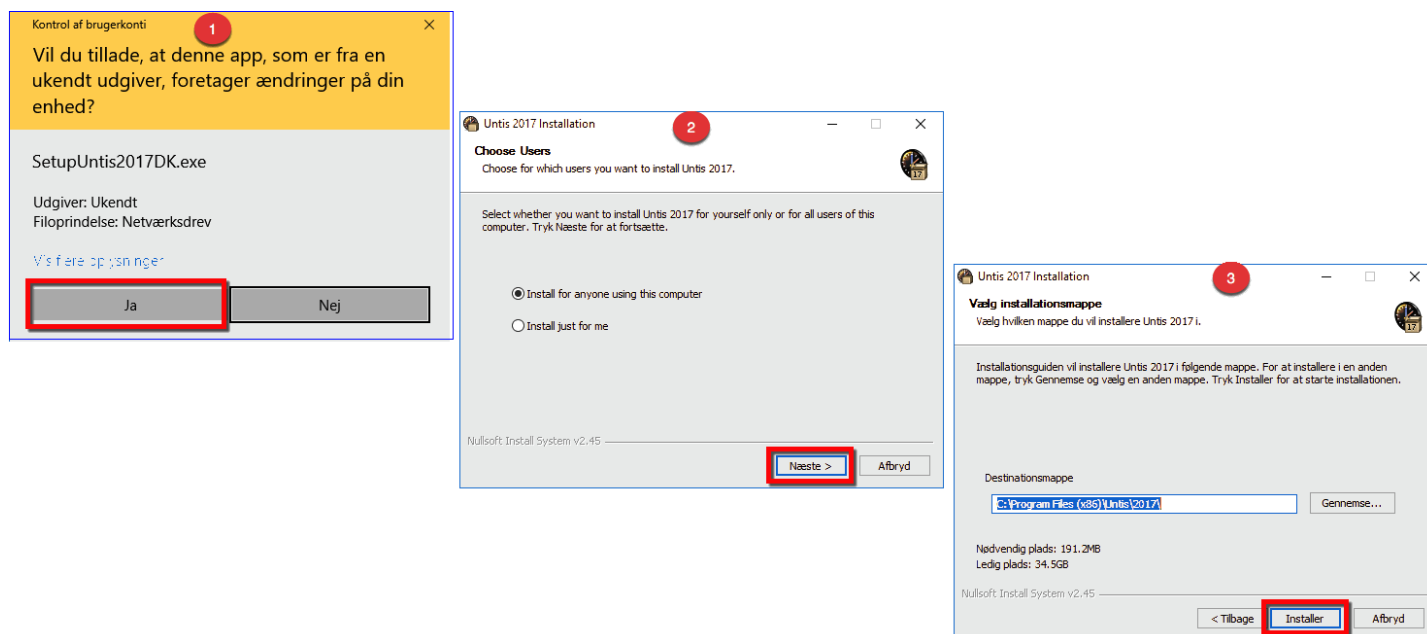 Kontrol af brugerkonti
1
Vil du tillade, at denne app, som er fra en
ukendt udgiver, foretager ændringer på din
enhed?
SetupUntis2017DK.exe
Udgiver: Ukendt
Filoprindelse: Netværksdrev
Vis flere oplysninger
Ja
Nej
Untis 2017 Installation
2
Choose Users
Choose for which users you want to install Untis 2017.
17
Select whether you want to install Untis 2017 for yourself only or for all users of this
computer. Tryk Næste for at fortsætte.
Install for anyone using this computer
Install just for me
Nullsoft Install System v2.45
Næste >
Afbryd
Untis 2017 Installation
3
Vælg installationsmappe
Vælg hvilken mappe du vil installere Untis 2017 i.
17
Installationsguiden vil installere Untis 2017 i følgende mappe. For at installere i en anden
mappe, tryk Gennemse og vælg en anden mappe. Tryk Installer for at starte installationen.
Destinationsmappe
C:\Program Files (x86)\Untis\2017\
Gennemse...
Nødvendig plads: 191.2MB
Ledig plads: 34.5GB
Nullsoft Install System v2.45
< Tilbage
Installer
Afbryd